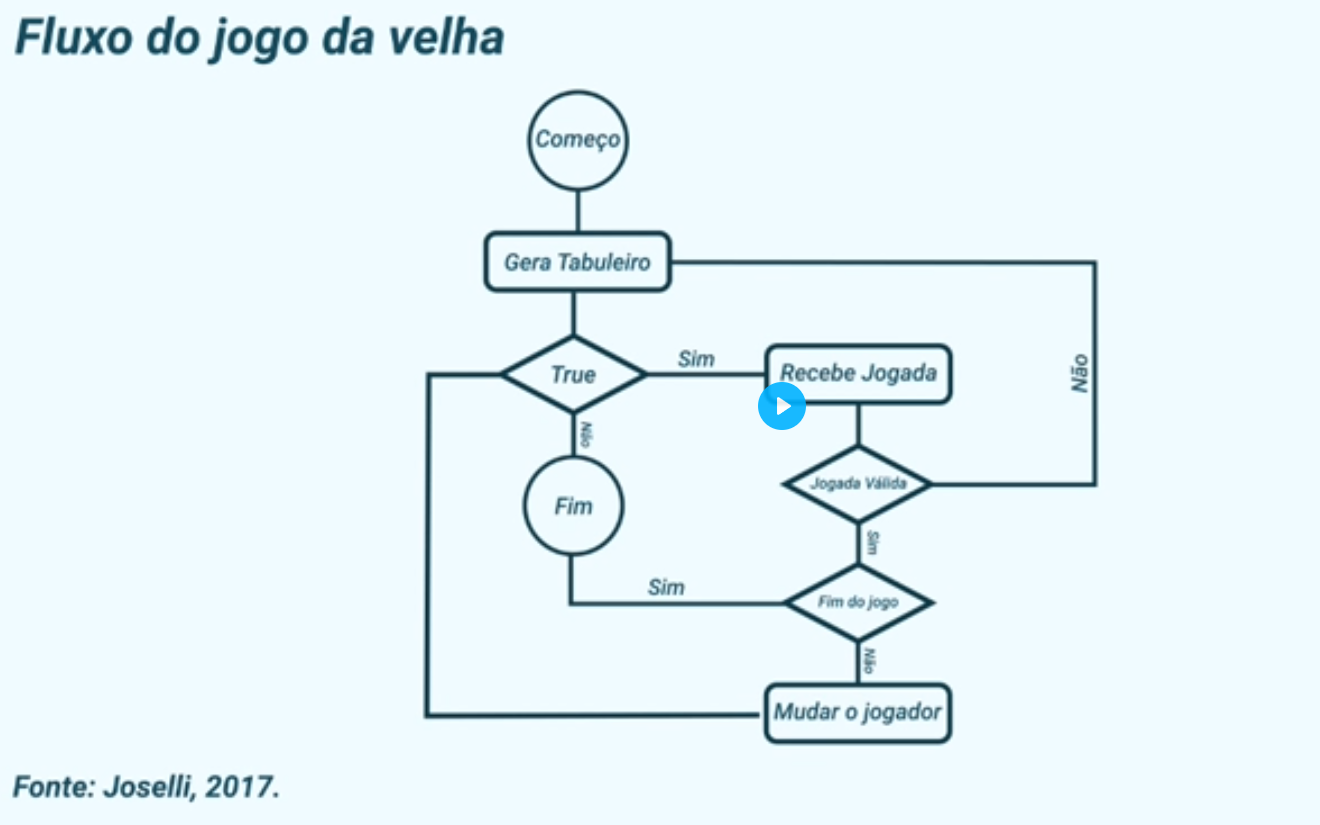 Fluxo do jogo da velha
Começo
Gera Tabuleiro
True
Sim
Recebe Jogada
Não
Não
Jogada Válida
Fim
Sim
Sim
Fim do jogo
Não
Mudar o jogador
Fonte: Joselli, 2017.